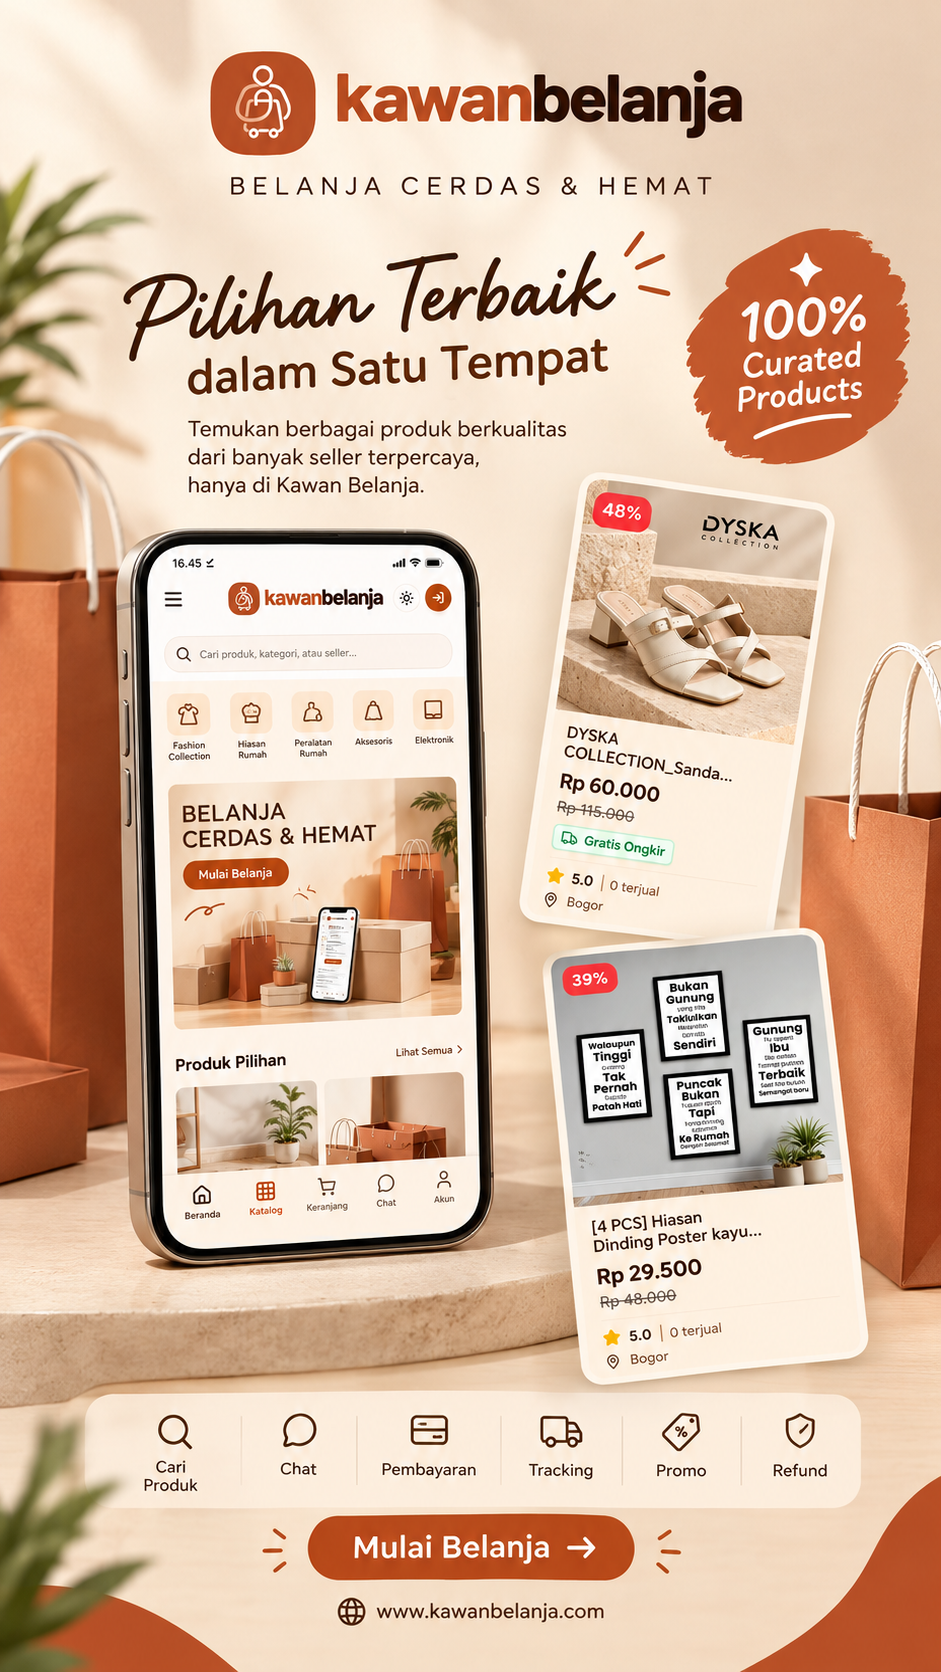 kawanbelanja
BELANJA CERDAS & HEMAT
Pilihan Terbaik
dalam Satu Tempat
Temukan berbagai produk berkualitas
dari banyak seller terpercaya,
hanya di Kawan Belanja.
100%
Curated
Products
16.45
kawanbelanja
Cari produk, kategori, atau seller...
Fashion
Collection
Hiasan
Rumah
Peralatan
Rumah
Aksesoris
Elektronik
BELANJA
CERDAS & HEMAT
Mulai Belanja
Produk Pilihan
Lihat Semua
Beranda
Katalog
Keranjang
Chat
Akun
48%
DYSKA
COLLECTION
DYSKA
COLLECTION_Sanda...
Rp 60.000
Rp 115.000
Gratis Ongkir
5.0 | 0 terjual
Bogor
39%
Bukan
Gunung
Sendiri
Walaupun
Tinggi
Tak
Pernah
Patah Hati
Puncak
Bukan
Tapi
Ke Rumah
Dengan Selamat
Gunung
Ibu
Terbaik
[4 PCS] Hiasan
Dinding Poster kayu...
Rp 29.500
Rp 48.000
5.0 | 0 terjual
Bogor
Cari
Produk
Chat
Pembayaran
Tracking
%
Promo
Refund
Mulai Belanja →
www.kawanbelanja.com